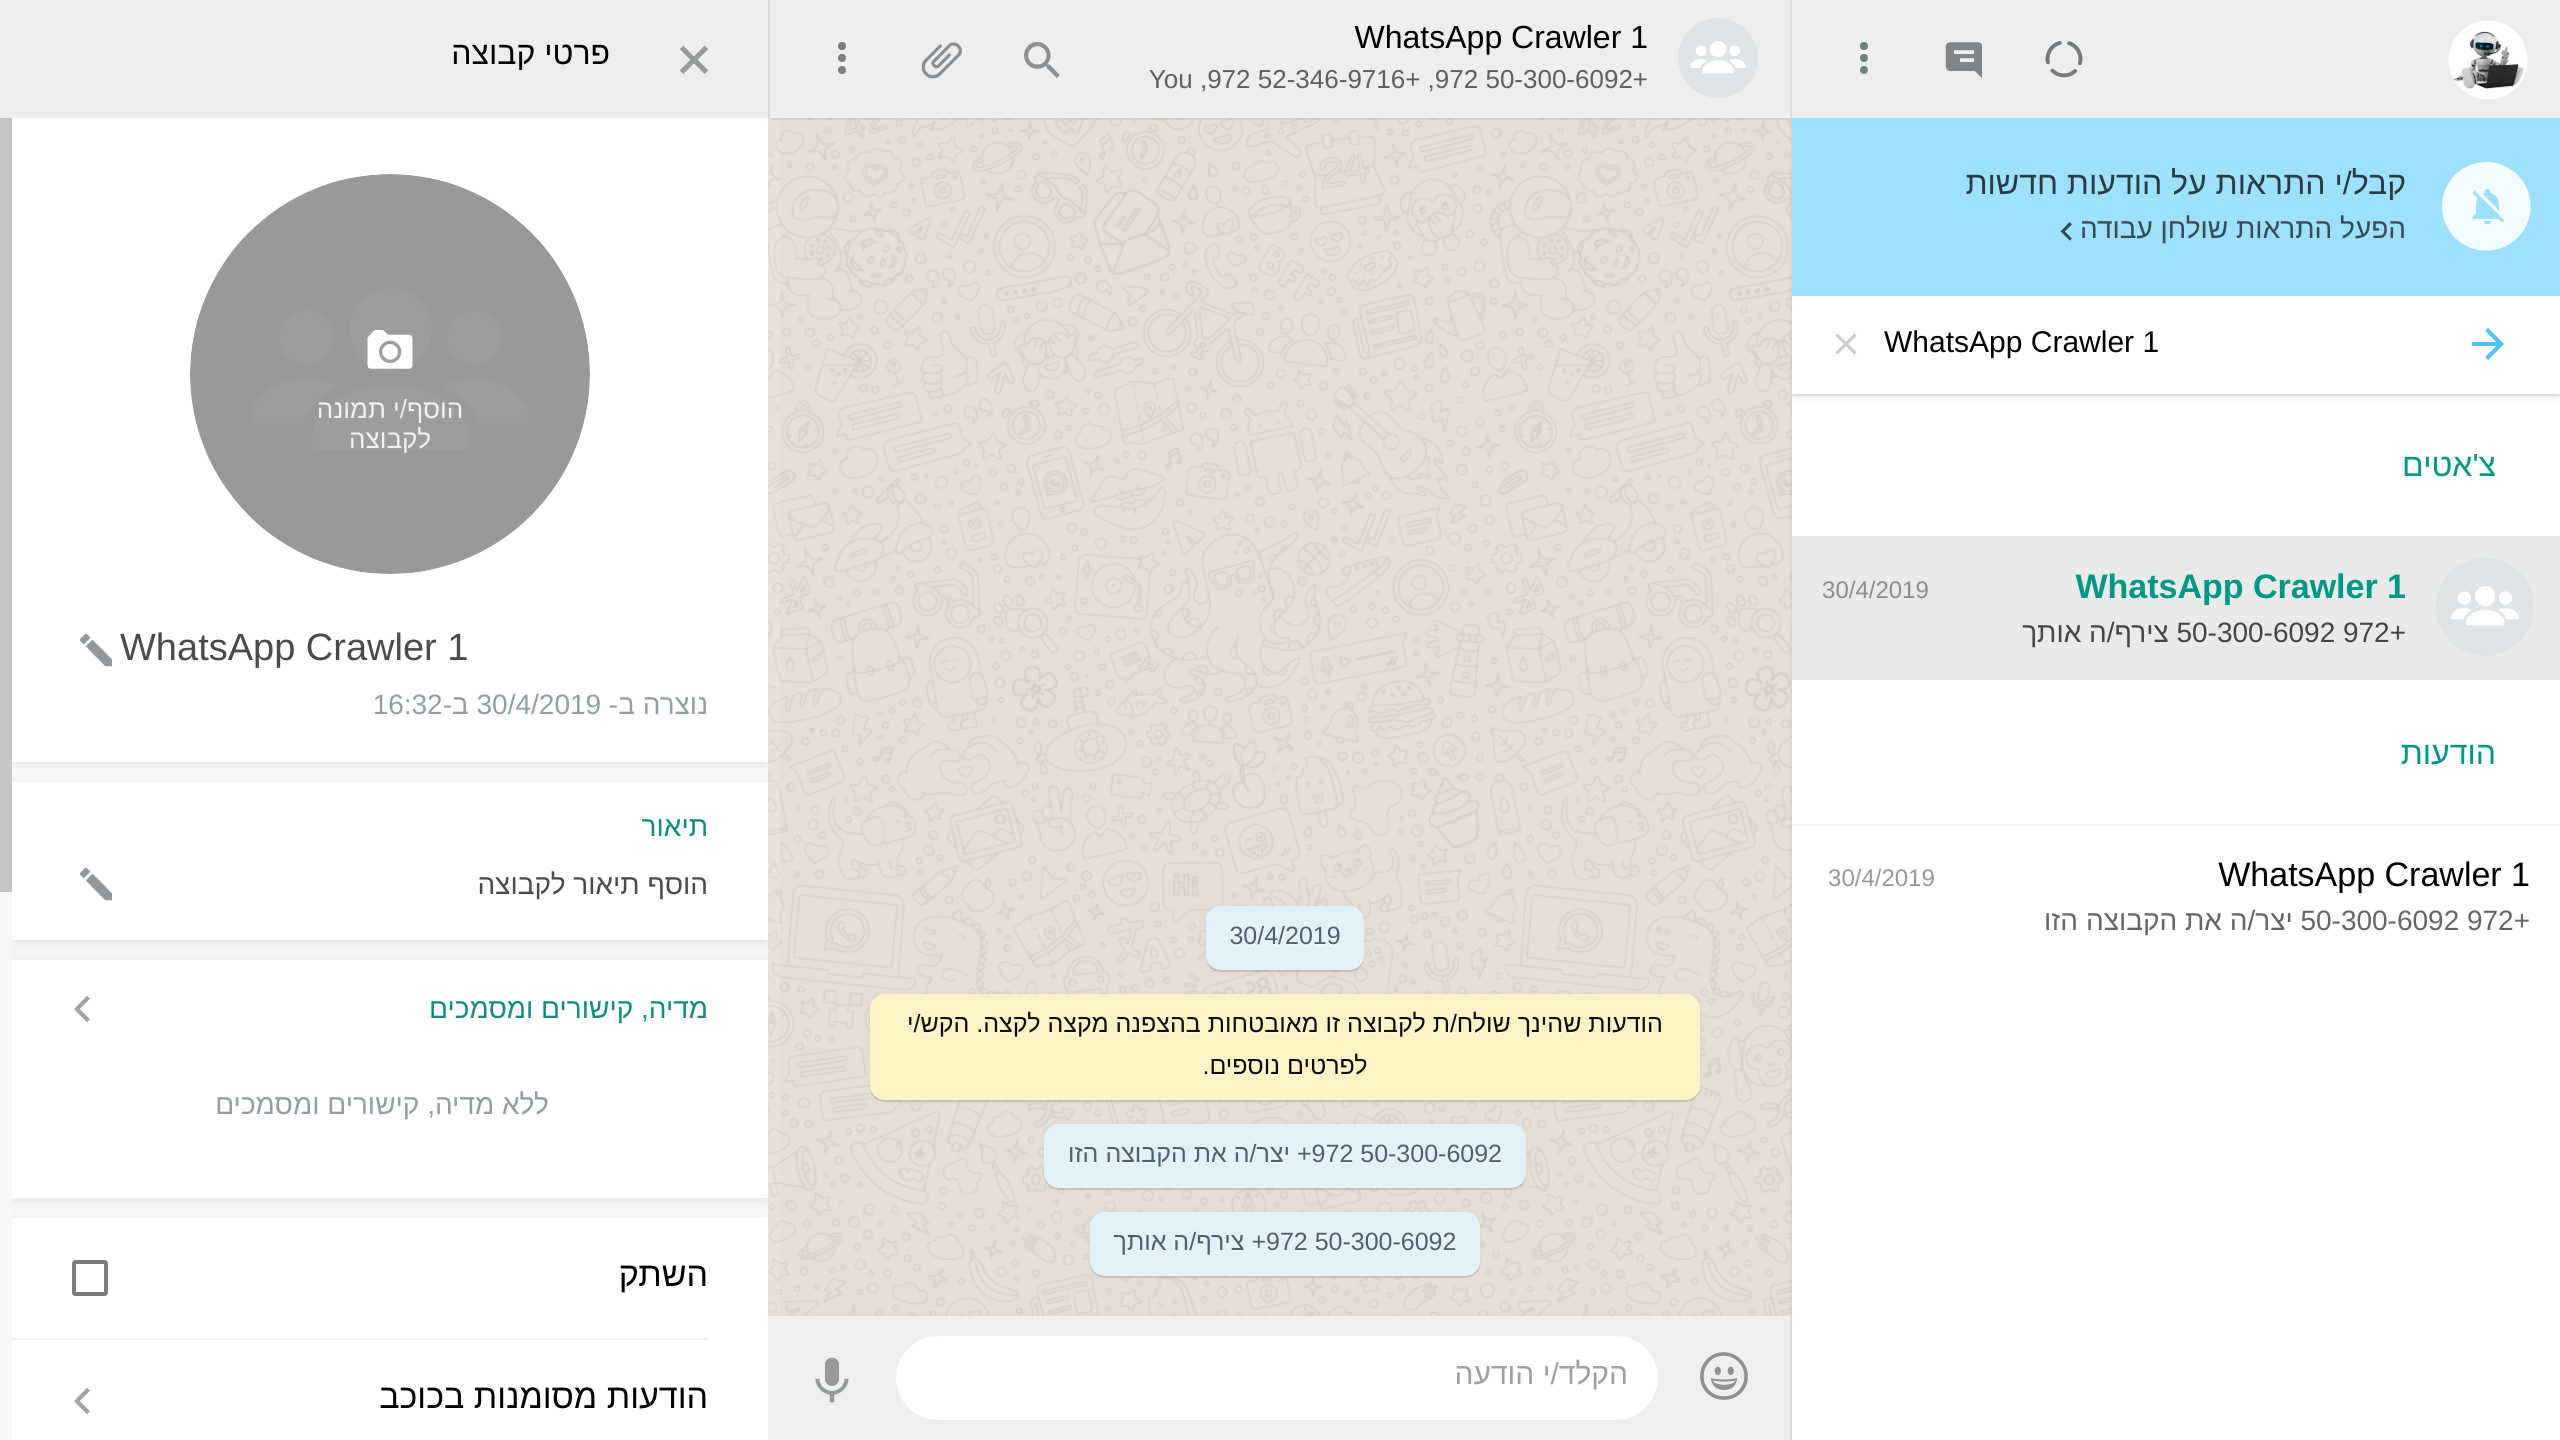 קבל/י התראות על הודעות חדשות
הפעל התראות שולחן עבודה
WhatsApp Crawler 1
צ'אטים
WhatsApp Crawler 1
30/4/2019
+972 50-300-6092 צירף/ה אותך
הודעות
WhatsApp Crawler 1
30/4/2019
+972 50-300-6092 יצר/ה את הקבוצה הזו
WhatsApp Crawler 1
+972 50-300-6092, +972 52-346-9716, You
30/4/2019
הודעות שהינך שולח/ת לקבוצה זו מאובטחות בהצפנה מקצה לקצה. הקש/י
לפרטים נוספים.
+972 50-300-6092 יצר/ה את הקבוצה הזו
+972 50-300-6092 צירף/ה אותך
הקלד/י הודעה
פרטי קבוצה
הוסף/י תמונה
לקבוצה
WhatsApp Crawler 1
נוצרה ב- 30/4/2019 ב-16:32
תיאור
הוסף תיאור לקבוצה
מדיה, קישורים ומסמכים
ללא מדיה, קישורים ומסמכים
השתק
הודעות מסומנות בכוכב